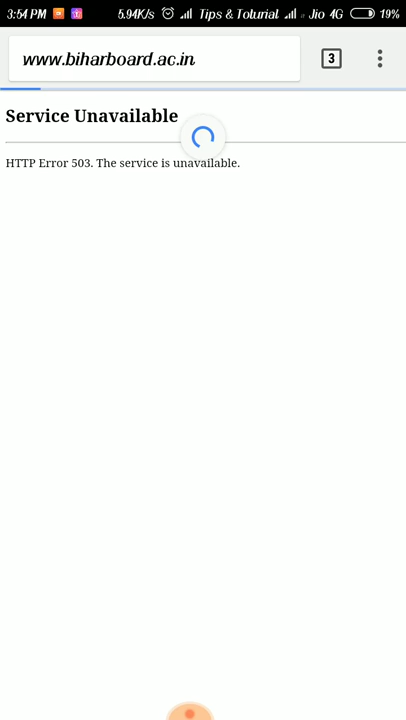 3:54 PM 5.94K/s Tips & Toturial Jio 4G 19%
www.biharboard.ac.in 3
Service Unavailable
HTTP Error 503. The service is unavailable.